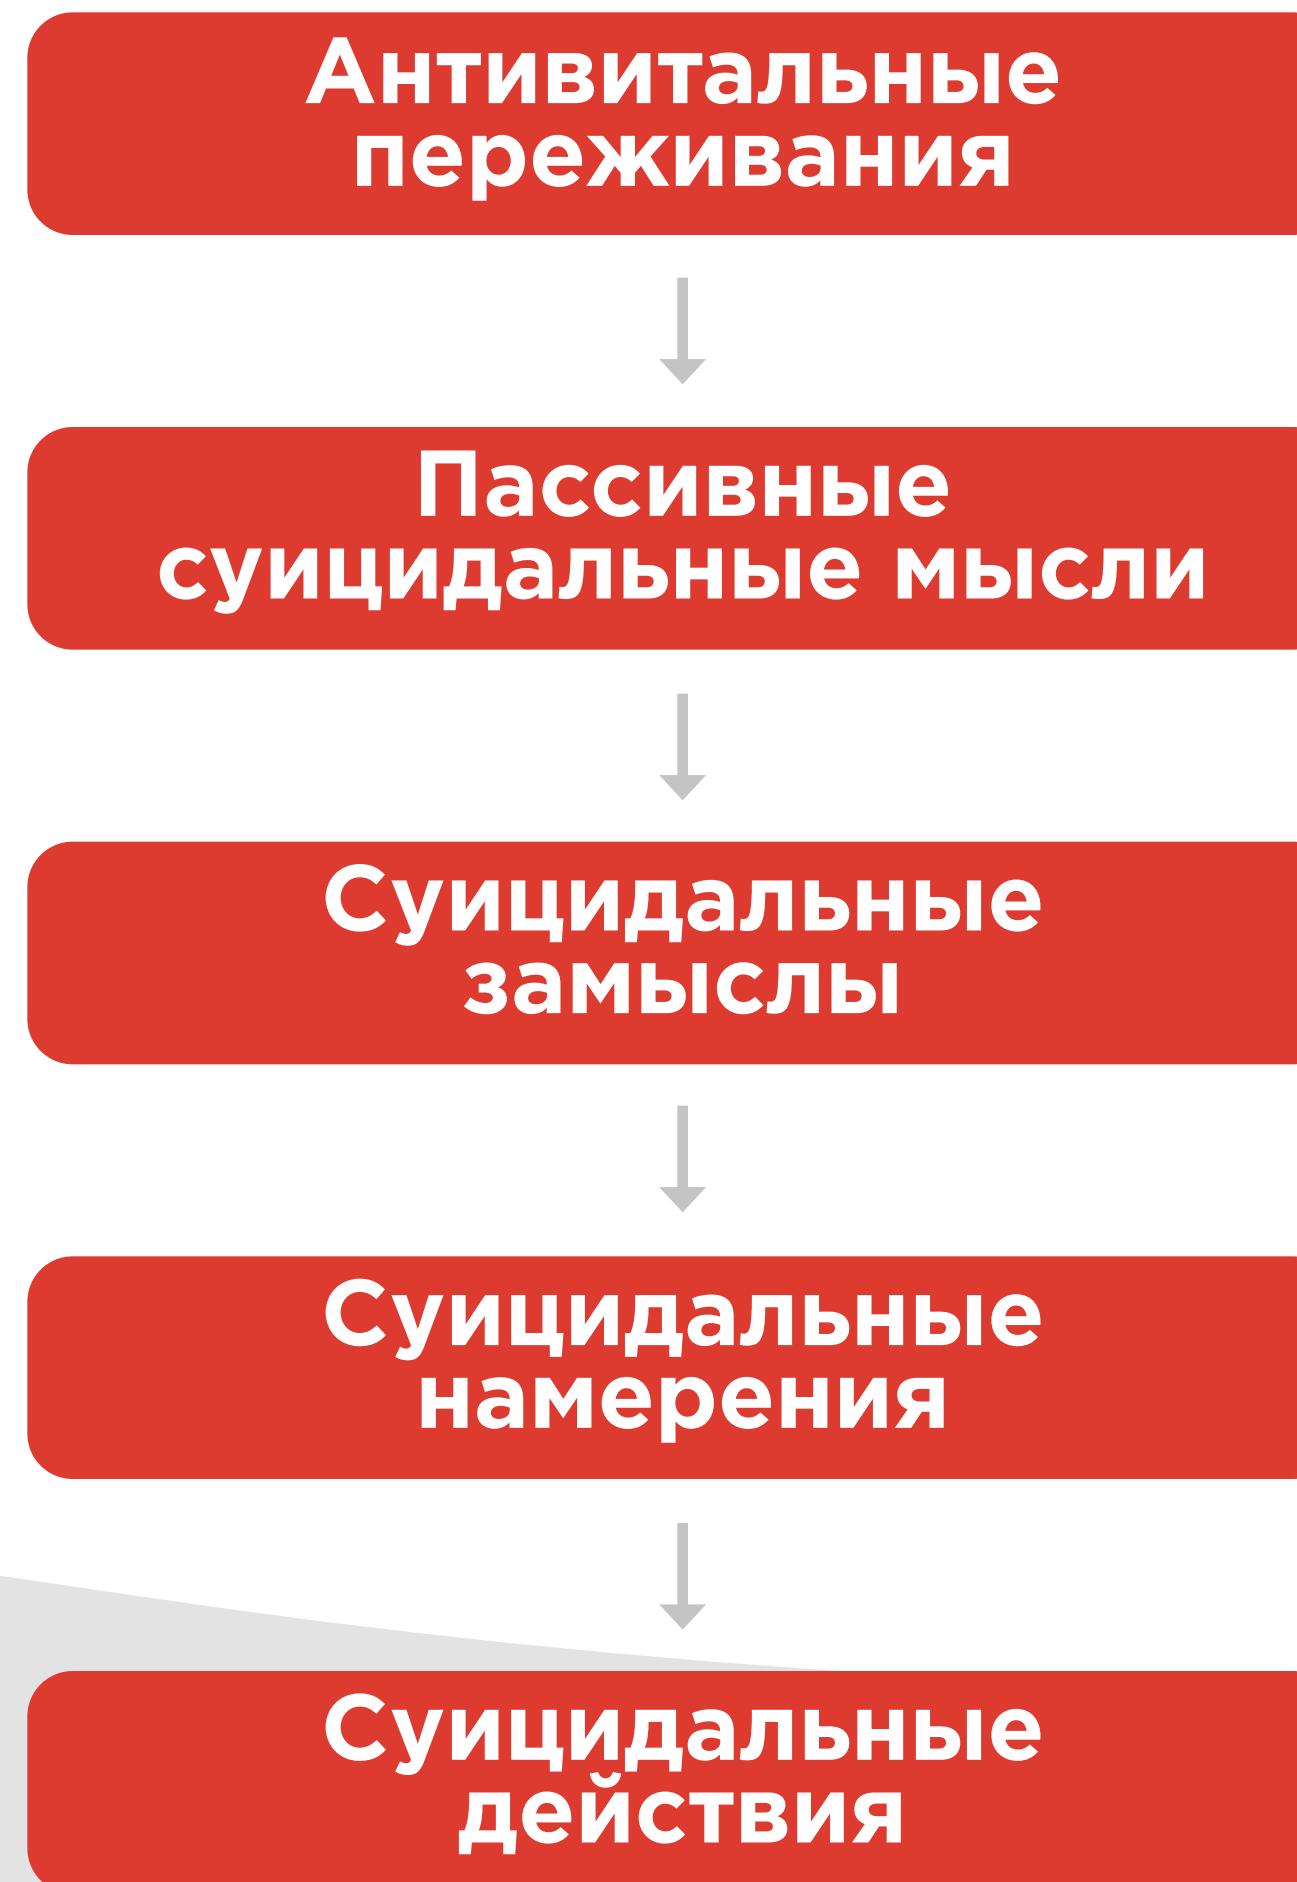 Антивитальные
переживания
Пассивные
суицидальные мысли
Суицидальные
замыслы
Суицидальные
намерения
Суицидальные
действия